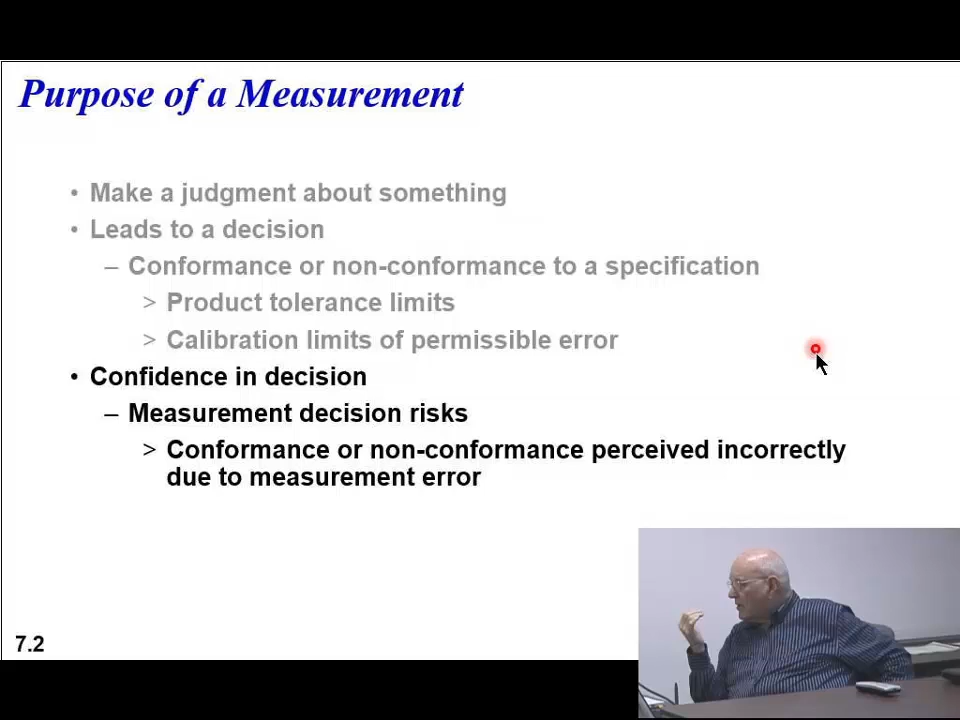 Purpose of a Measurement
• Make a judgment about something
• Leads to a decision
– Conformance or non-conformance to a specification
> Product tolerance limits
> Calibration limits of permissible error
• Confidence in decision
– Measurement decision risks
> Conformance or non-conformance perceived incorrectly
due to measurement error
7.2